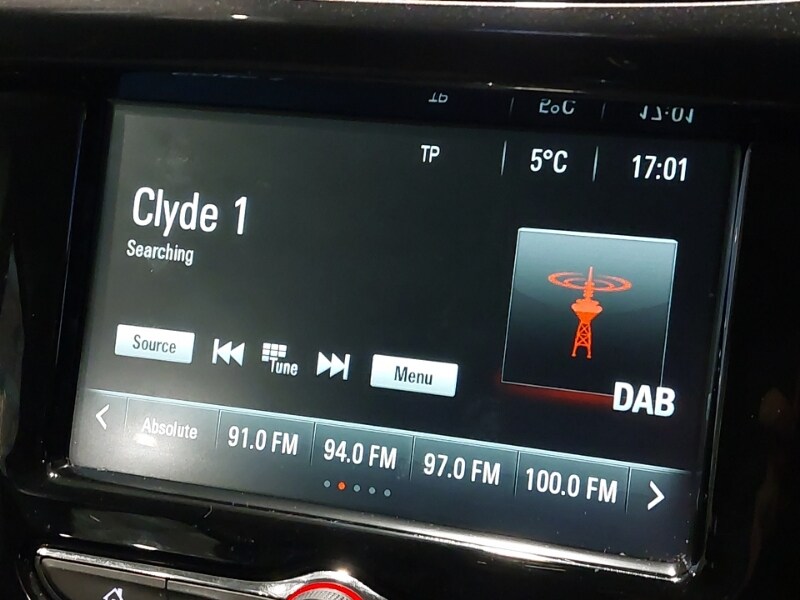 TP 5°C 17:01
Clyde 1
Searching
Source Tune Menu
DAB
Absolute 91.0 FM 94.0 FM 97.0 FM 100.0 FM